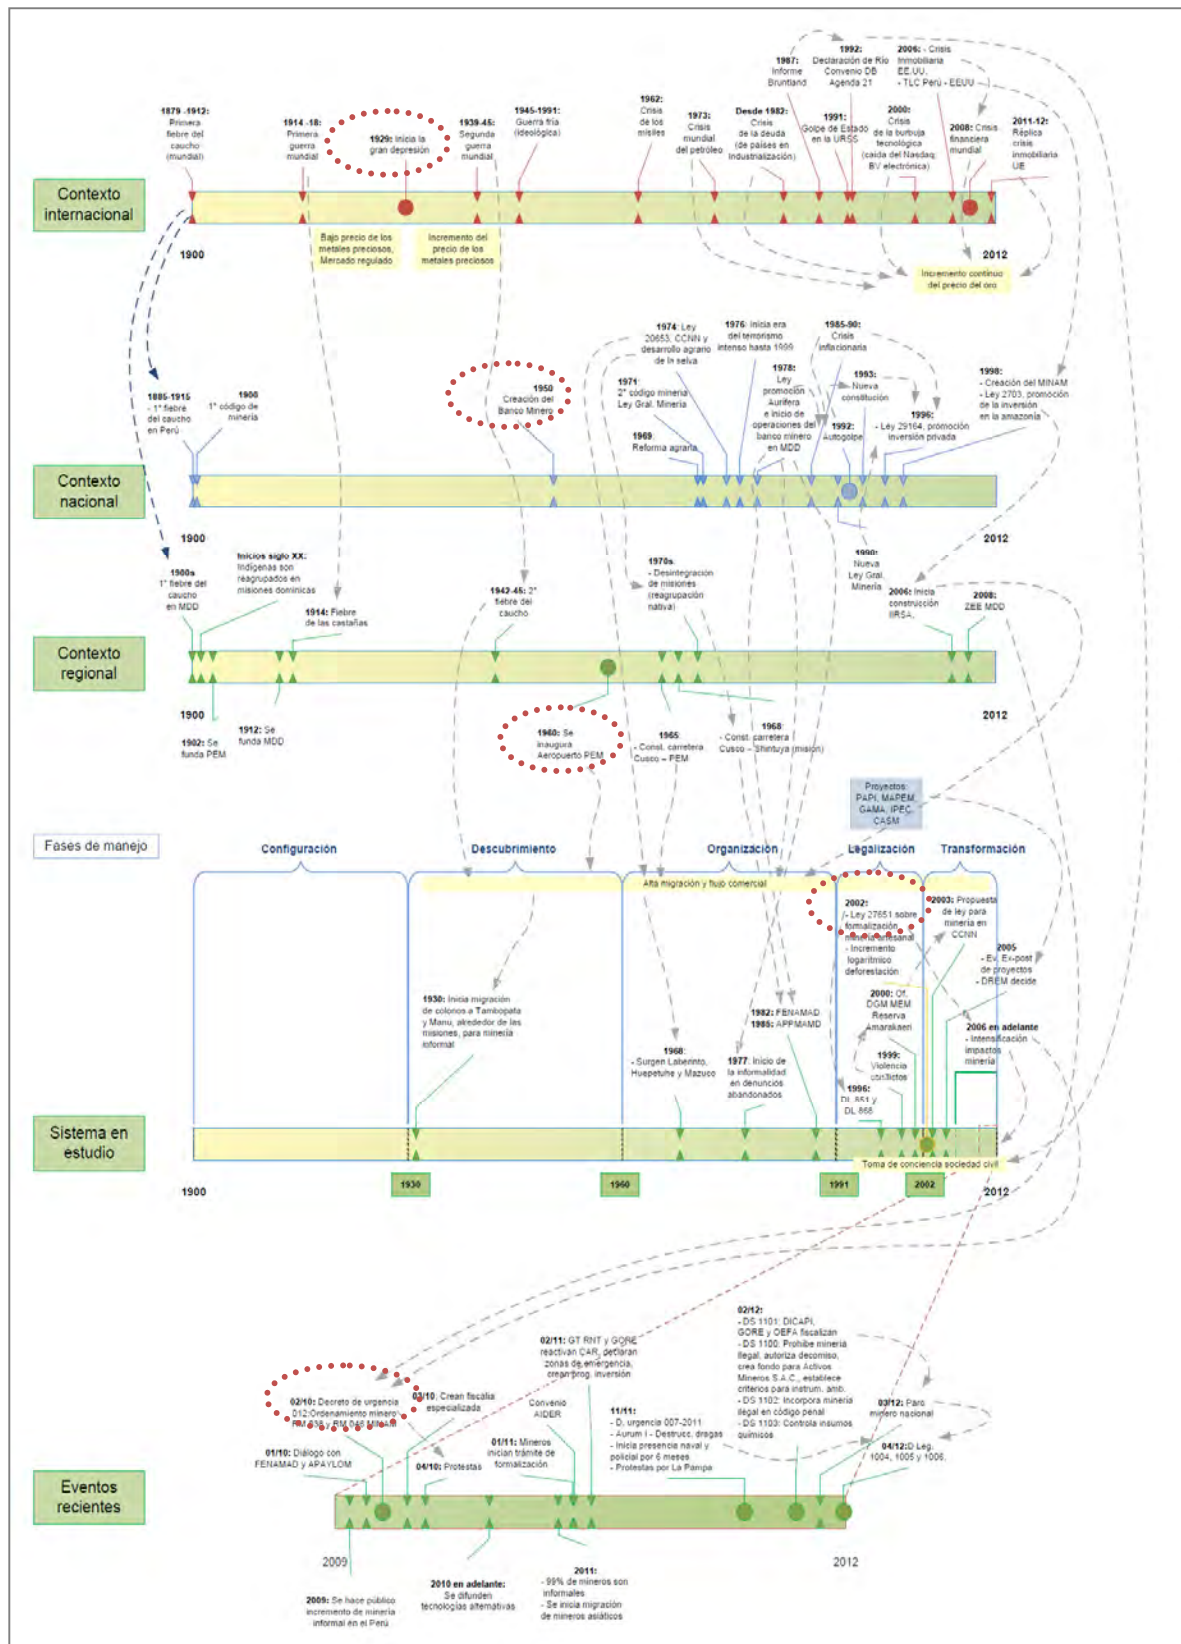 1879 -1912:
Primera
fiebre del
caucho
(mundial)
1914 -18:
Primera
guerra
mundial
1929: Inicia la
gran depresión
1939-45:
Segunda
guerra
mundial
1945-1991:
Guerra fría
(ideológica)
1962:
Crisis
de los
misiles
1973:
Crisis
mundial
del petróleo
Desde 1982:
Crisis
de la deuda
(de países en
Industrialización)
1987:
Informe
Bruntland
1992:
Declaración de Río
Convenio DB
Agenda 21
1991:
Golpe de Estado
en la URSS
2000:
Crisis
de la burbuja
tecnológica
(caída del Nasdaq;
BV electrónica)
2006: - Crisis
Inmobiliaria
EE.UU.
- TLC Perú - EEUU
2008: Crisis
financiera
mundial
2011-12:
Réplica
crisis
inmobiliaria
UE
Contexto
internacional
1900
2012
Bajo precio de los
metales preciosos,
Mercado regulado
Incremento del
precio de los
metales preciosos
Incremento continuo
del precio del oro
1885-1915
- 1° fiebre
del caucho
en Perú
1900
1° código de
minería
1950
Creación del
Banco Minero
1974: Ley
20653, CCNN y
desarrollo agrario
de la selva
1971:
2° código minería
Ley Gral. Minería
1969:
Reforma agraria
1976: Inicia era
del terrorismo
intenso hasta 1999
1978:
Ley
promoción
Aurífera
e inicio de
operaciones del
banco minero
en MDD
1985-90:
Crisis
inflacionaria
1993:
Nueva
constitución
1992:
Autogolpe
1996:
- Ley 29164, promoción
inversión privada
1998:
- Creación del MINAM
- Ley 2703, promoción
de la inversión
en la amazonía
Contexto
nacional
1900
2012
1990:
Nueva
Ley Gral.
Minería
1900s
1° fiebre del
caucho
en MDD
Inicios siglo XX:
Indígenas son
reagrupados en
misiones dominicas
1914: Fiebre
de las castañas
1942-45: 2°
fiebre del
caucho
1970s
- Desintegración
de misiones
(reagrupación
nativa)
2006: Inicia
construcción
IIRSA.
2008:
ZEE MDD
Contexto
regional
1900
2012
1902: Se
funda PEM
1912: Se
funda MDD
1960: Se
inaugura
Aeropuerto PEM
1965:
- Const. carretera
Cusco – PEM
1968:
- Const. carretera
Cusco – Shintuya (misión)
Proyectos:
PAPI, MAPEM,
GAMA, IPEC,
CASM
Fases de manejo
Configuración
Descubrimiento
Organización
Legalización
Transformación
Alta migración y flujo comercial
1930: Inicia migración
de colonos a Tambopata
y Manu, alrededor de las
misiones, para minería
informal
1968:
- Surgen Laberinto,
Huepetuhe y Mazuco
1977: Inicio de
la informalidad
en denuncios
abandonados
1982: FENAMAD
1985: APPMAMD
2002:
- Ley 27651 sobre
formalización
minería artesanal
- Incremento
logarítmico
deforestación
2000: Of.
DGM MEM
Reserva
Amarakaeri
1999:
Violencia
conflictos
1996:
DL 851 y
DL 868
2003: Propuesta
de ley para
minería en
CCNN
2005
- Ev. Ex-post
de proyectos
- DREM decide
2006 en adelante
- Intensificación
impactos
minería
Sistema en
estudio
Toma de conciencia sociedad civil
1900
1930
1960
1991
2002
2012
02/10: Decreto de urgencia
012:Ordenamiento minero
RM 036 y RM 046 MINAM
01/10: Diálogo con
FENAMAD y APAYLOM
03/10: Crean fiscalía
especializada
04/10: Protestas
02/11: GT RNT y GORE
reactivan CAR, declaran
zonas de emergencia,
crean prog. inversión
Convenio
AIDER
01/11: Mineros
inician trámite de
formalización
11/11:
- D. urgencia 007-2011
- Aurum I - Destrucc. dragas
- Inicia presencia naval y
policial por 6 meses
- Protestas por La Pampa
02/12:
- DS 1101: DICAPI,
GORE y OEFA fiscalizan
- DS 1100: Prohíbe minería
ilegal, autoriza decomiso,
crea fondo para Activos
Mineros S.A.C., establece
criterios para instrum. amb.
- DS 1102: Incorpora minería
ilegal en código penal
- DS 1103: Controla insumos
químicos
03/12: Paro
minero nacional
04/12:D Leg.
1004, 1005 y 1006.
Eventos
recientes
2009
2012
2009: Se hace público
incremento de minería
informal en el Perú
2010 en adelante:
Se difunden
tecnologías alternativas
2011:
- 99% de mineros son
informales
- Se inicia migración
de mineros asiáticos